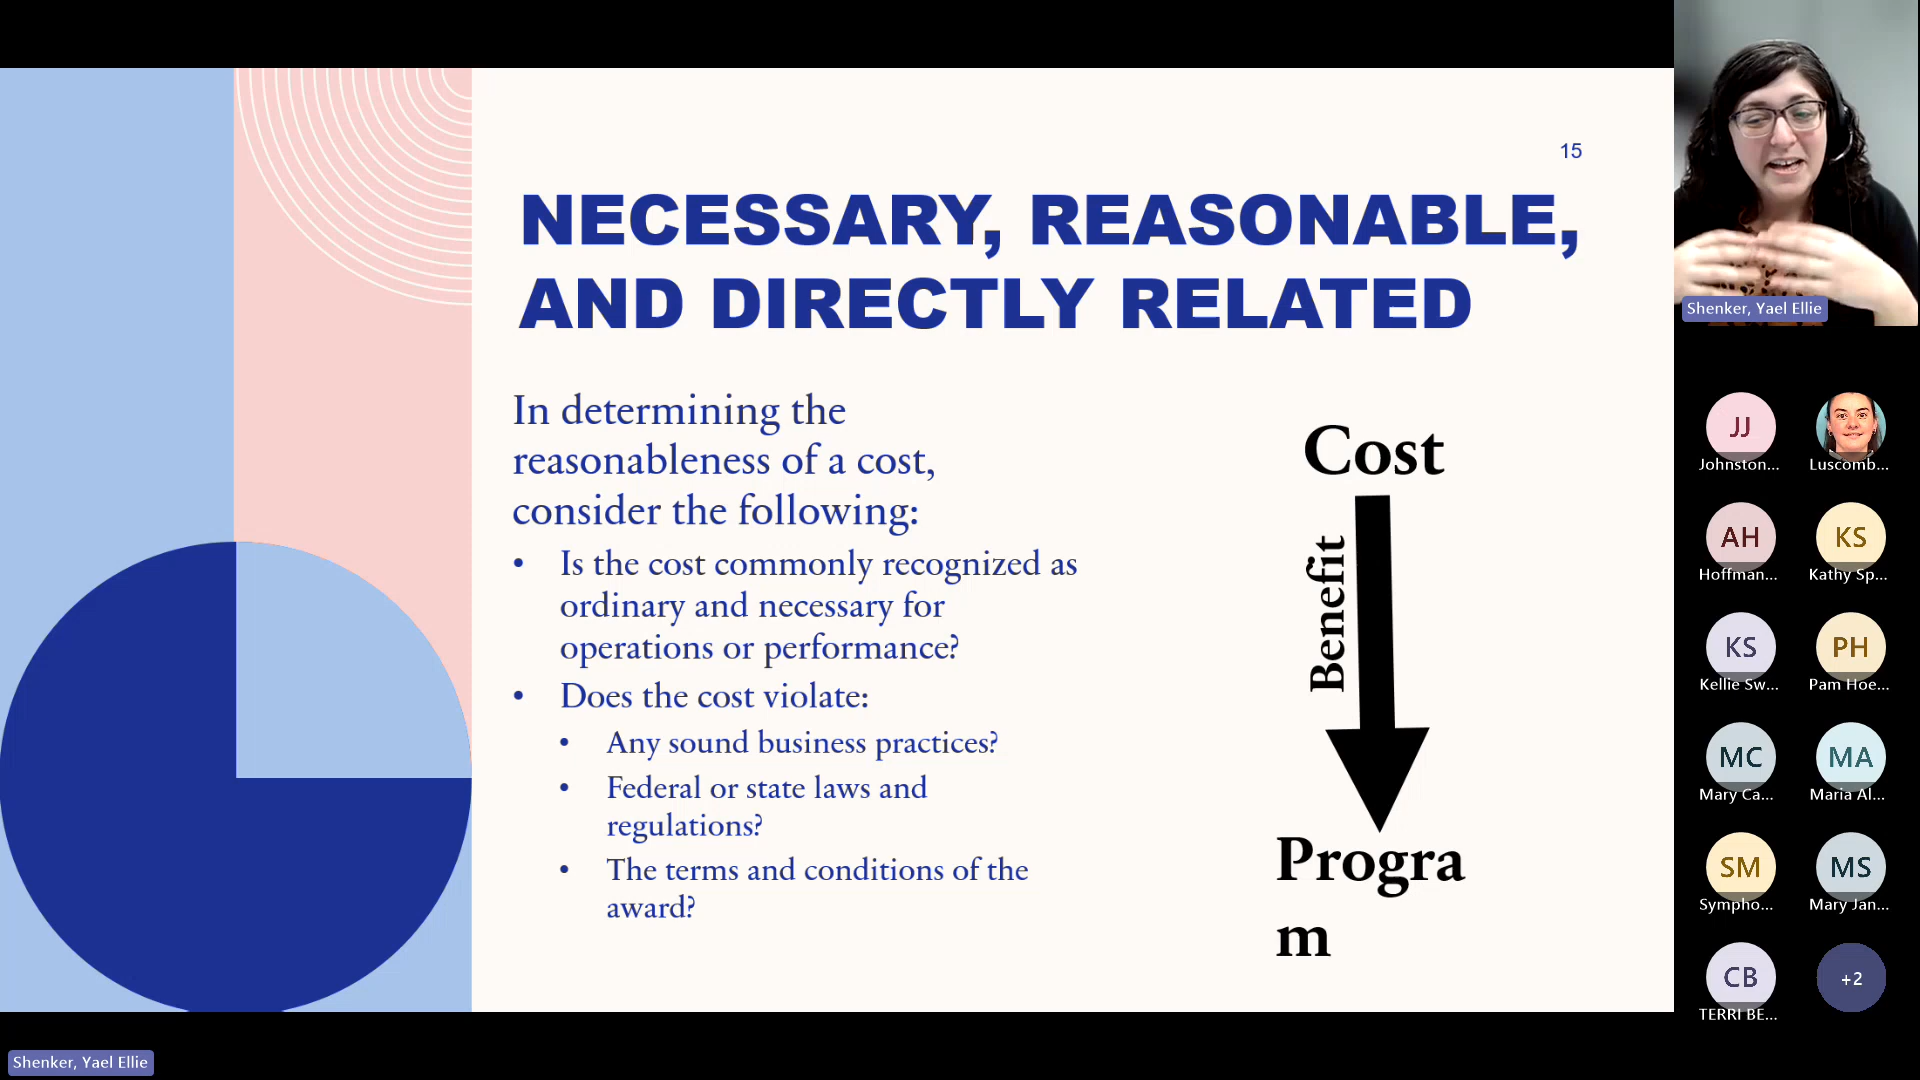 15
NECESSARY, REASONABLE,
AND DIRECTLY RELATED
In determining the
reasonableness of a cost,
consider the following:
• Is the cost commonly recognized as
ordinary and necessary for
operations or performance?
• Does the cost violate:
• Any sound business practices?
• Federal or state laws and
regulations?
• The terms and conditions of the
award?
Cost
Benefit
Progra
m
Shenker, Yael Ellie
JJ
Johnston...
Luscomb...
AH
Hoffman...
KS
Kathy Sp...
KS
Kellie Sw...
PH
Pam Hoe...
MC
Mary Ca...
MA
Maria Al...
SM
Sympho...
MS
Mary Jan...
CB
TERRI BE...
+2
Shenker, Yael Ellie